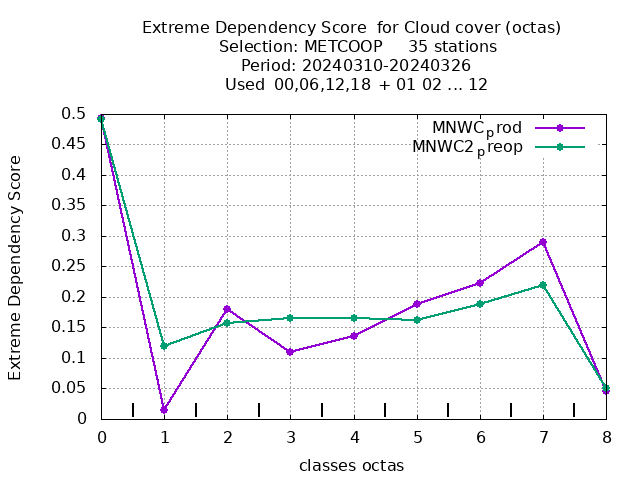 Extreme Dependency Score  for Cloud cover (octas)
Selection: METCOOP     35 stations
Period: 20240310-20240326
Used  00,06,12,18 + 01 02 ... 12
MNWC_prod
MNWC2_preop
0.5
0.45
0.4
0.35
0.3
0.25
0.2
0.15
0.1
0.05
0
Extreme Dependency Score
0 1 2 3 4 5 6 7 8
classes octas